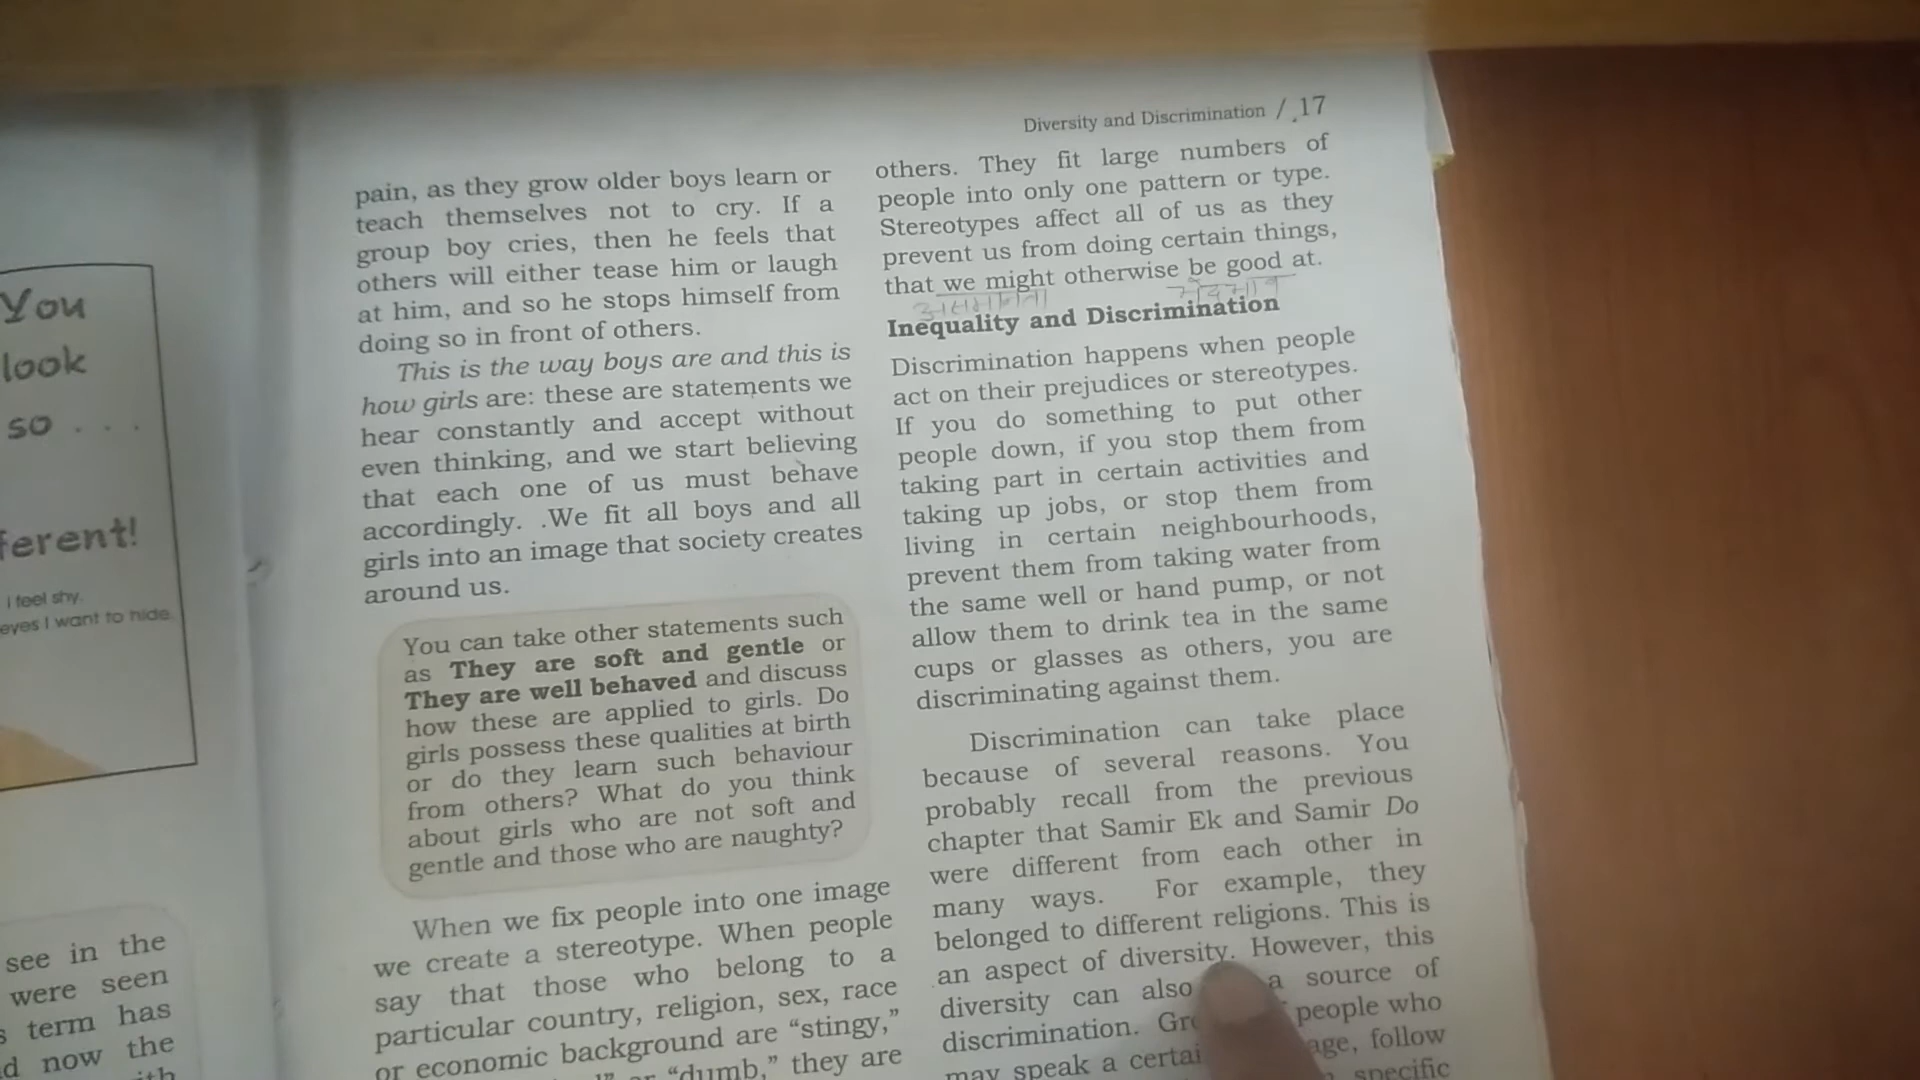 You
look
so . . .
ferent!
I feel shy.
eyes I want to hide.
see in the
were seen
s term has
d now the
Diversity and Discrimination / 17
pain, as they grow older boys learn or
teach themselves not to cry. If a
group boy cries, then he feels that
others will either tease him or laugh
at him, and so he stops himself from
doing so in front of others.
This is the way boys are and this is
how girls are: these are statements we
hear constantly and accept without
even thinking, and we start believing
that each one of us must behave
accordingly. .We fit all boys and all
girls into an image that society creates
around us.
You can take other statements such
as They are soft and gentle or
They are well behaved and discuss
how these are applied to girls. Do
girls possess these qualities at birth
or do they learn such behaviour
from others? What do you think
about girls who are not soft and
gentle and those who are naughty?
When we fix people into one image
we create a stereotype. When people
say that those who belong to a
particular country, religion, sex, race
or economic background are “stingy,”
“dumb,” they are
others. They fit large numbers of
people into only one pattern or type.
Stereotypes affect all of us as they
prevent us from doing certain things,
that we might otherwise be good at.
असमानता भेदभाव
Inequality and Discrimination
Discrimination happens when people
act on their prejudices or stereotypes.
If you do something to put other
people down, if you stop them from
taking part in certain activities and
taking up jobs, or stop them from
living in certain neighbourhoods,
prevent them from taking water from
the same well or hand pump, or not
allow them to drink tea in the same
cups or glasses as others, you are
discriminating against them.
Discrimination can take place
because of several reasons. You
probably recall from the previous
chapter that Samir Ek and Samir Do
were different from each other in
many ways. For example, they
belonged to different religions. This is
an aspect of diversity. However, this
diversity can also a source of
discrimination. people who
may speak a follow
specific